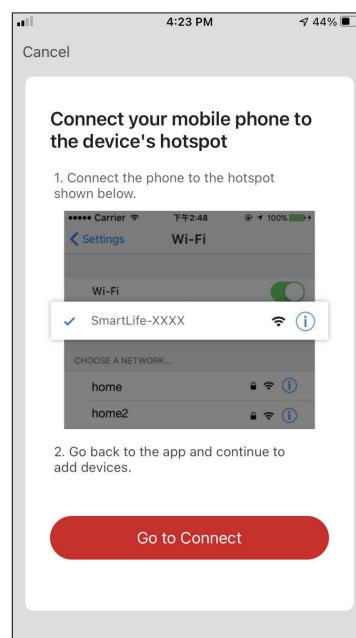 4:23 PM 44%
Cancel
Connect your mobile phone to
the device's hotspot
1. Connect the phone to the hotspot
shown below.
Carrier 下午2:48 100%
Settings Wi-Fi
Wi-Fi
SmartLife-XXXX
CHOOSE A NETWORK...
home
home2
2. Go back to the app and continue to
add devices.
Go to Connect